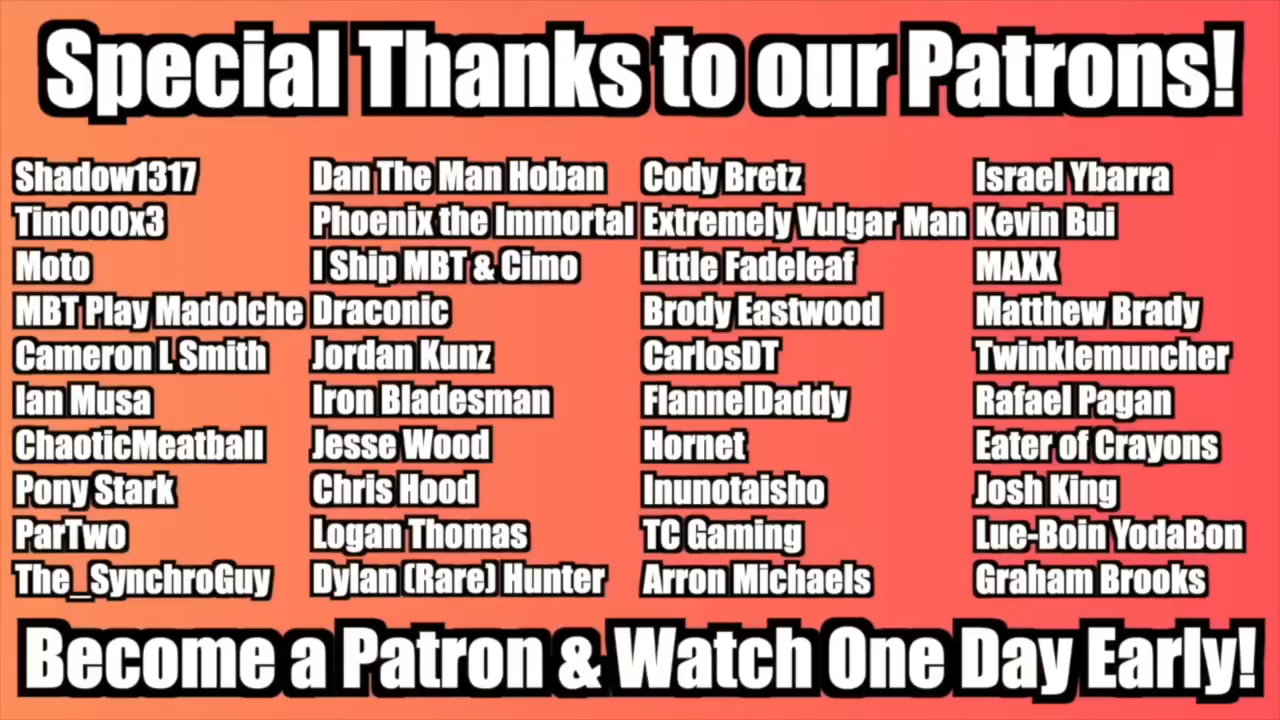 Special Thanks to our Patrons!
Shadow1317
Tim000x3
Moto
MBT Play Madolche
Cameron L Smith
Ian Musa
ChaoticMeatball
Pony Stark
ParTwo
The_SynchroGuy
Dan The Man Hoban
Phoenix the Immortal
I Ship MBT & Cimo
Draconic
Jordan Kunz
Iron Bladesman
Jesse Wood
Chris Hood
Logan Thomas
Dylan (Rare) Hunter
Cody Bretz
Extremely Vulgar Man
Little Fadeleaf
Brody Eastwood
CarlosDT
FlannelDaddy
Hornet
Inunotaisho
TC Gaming
Arron Michaels
Israel Ybarra
Kevin Bui
MAXX
Matthew Brady
Twinklemuncher
Rafael Pagan
Eater of Crayons
Josh King
Lue-Boin YodaBon
Graham Brooks
Become a Patron & Watch One Day Early!